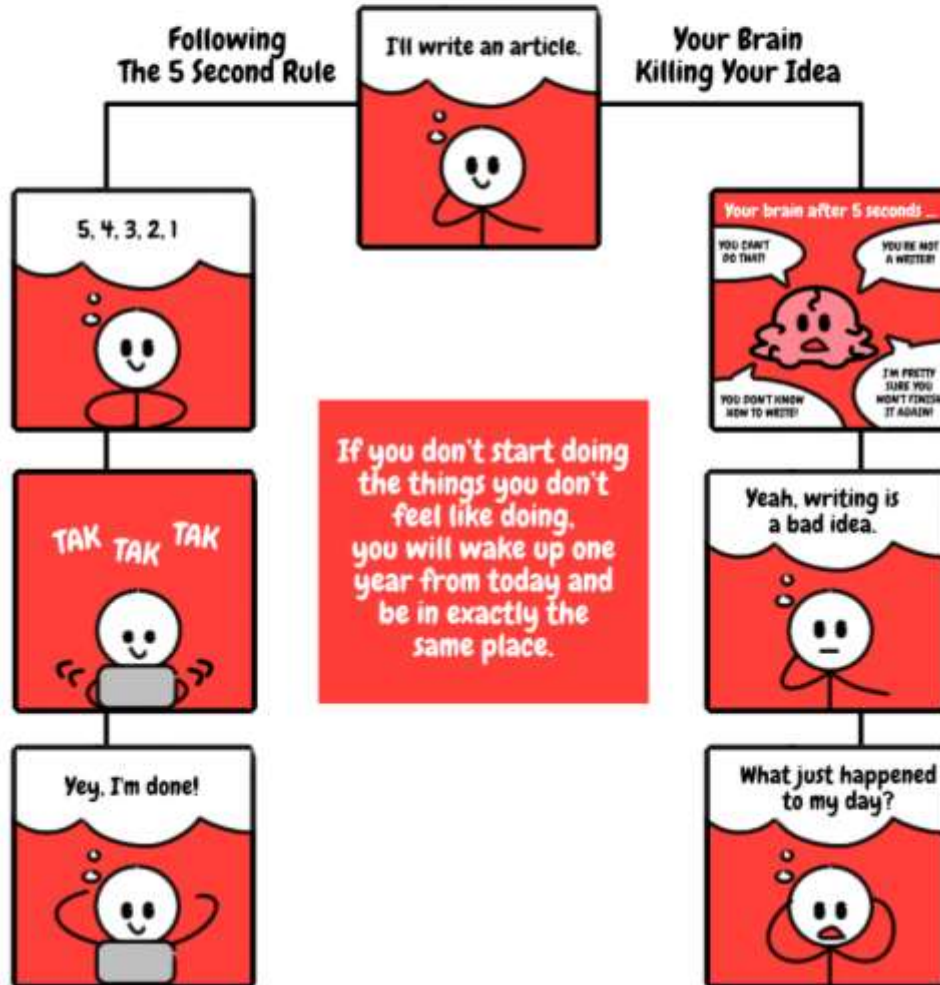 Following
The 5 Second Rule
I'll write an article.
Your Brain
Killing Your Idea
5, 4, 3, 2, 1
TAK TAK TAK
Yey, I'm done!
If you don't start doing
the things you don't
feel like doing,
you will wake up one
year from today and
be in exactly the
same place.
Your brain after 5 seconds ...
YOU CAN'T
DO THAT!
YOU'RE NOT
A WRITER!
YOU DON'T KNOW
HOW TO WRITE!
I'M PRETTY
SURE YOU
WON'T FINISH
IT AGAIN!
Yeah, writing is
a bad idea.
What just happened
to my day?